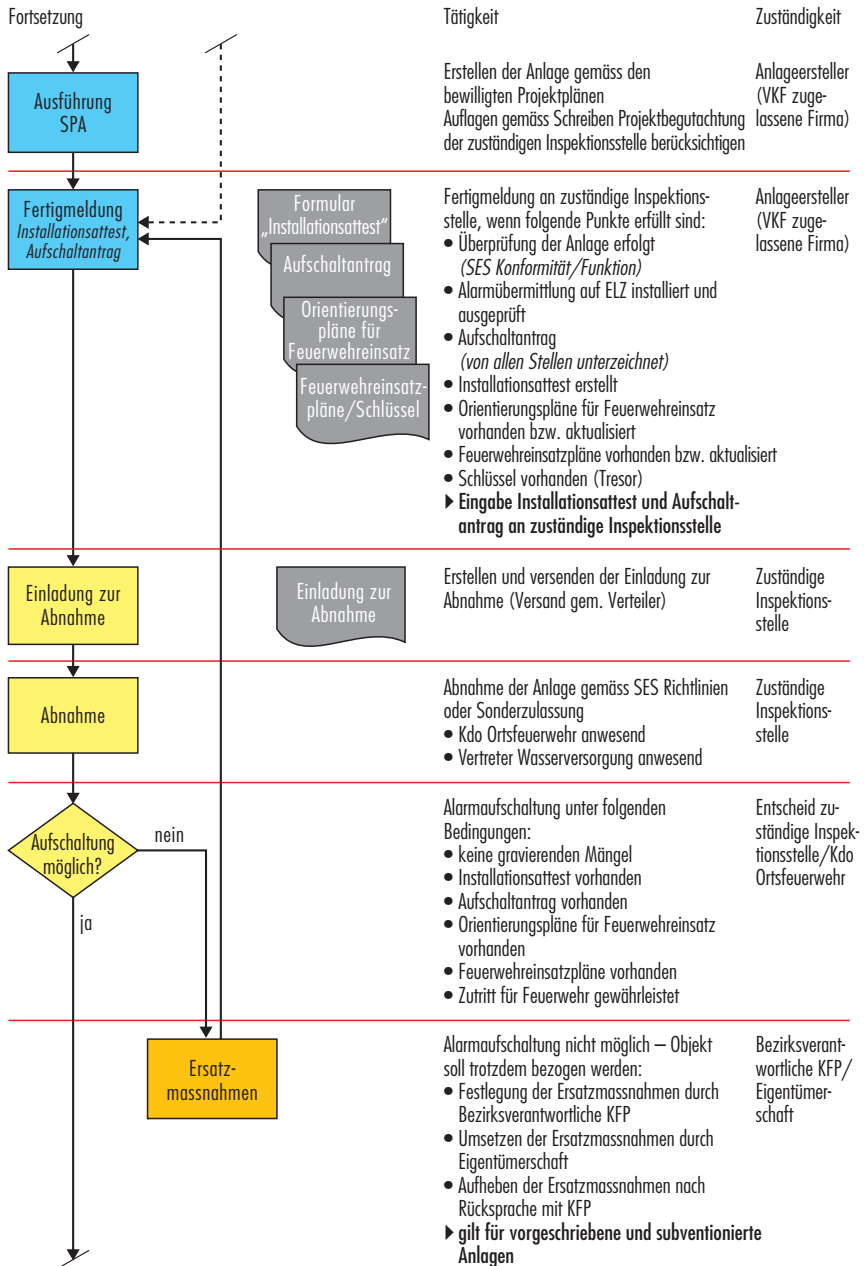 Fortsetzung
Tätigkeit
Zuständigkeit
Ausführung
SPA
Erstellen der Anlage gemäss den
bewilligten Projektplänen
Auflagen gemäss Schreiben Projektbegutachtung
der zuständigen Inspektionsstelle berücksichtigen
Anlageersteller
(VKF zuge-
lassene Firma)
Fertigmeldung
Installationsattest,
Aufschaltantrag
Formular
„Installationsattest“
Aufschaltantrag
Orientierungs-
pläne für
Feuerwehreinsatz
Feuerwehreinsatz-
pläne/Schlüssel
Fertigmeldung an zuständige Inspektions-
stelle, wenn folgende Punkte erfüllt sind:
• Überprüfung der Anlage erfolgt
(SES Konformität/Funktion)
• Alarmübermittlung auf ELZ installiert und
ausgeprüft
• Aufschaltantrag
(von allen Stellen unterzeichnet)
• Installationsattest erstellt
• Orientierungspläne für Feuerwehreinsatz
vorhanden bzw. aktualisiert
• Feuerwehreinsatzpläne vorhanden bzw. aktualisiert
• Schlüssel vorhanden (Tresor)
▶ Eingabe Installationsattest und Aufschalt-
antrag an zuständige Inspektionsstelle
Anlageersteller
(VKF zuge-
lassene Firma)
Einladung zur
Abnahme
Einladung zur
Abnahme
Erstellen und versenden der Einladung zur
Abnahme (Versand gem. Verteiler)
Zuständige
Inspektions-
stelle
Abnahme
Abnahme der Anlage gemäss SES Richtlinien
oder Sonderzulassung
• Kdo Ortsfeuerwehr anwesend
• Vertreter Wasserversorgung anwesend
Zuständige
Inspektions-
stelle
Aufschaltung
möglich?
nein
ja
Alarmaufschaltung unter folgenden
Bedingungen:
• keine gravierenden Mängel
• Installationsattest vorhanden
• Aufschaltantrag vorhanden
• Orientierungspläne für Feuerwehreinsatz
vorhanden
• Feuerwehreinsatzpläne vorhanden
• Zutritt für Feuerwehr gewährleistet
Entscheid zu-
ständige Inspek-
tionsstelle/Kdo
Ortsfeuerwehr
Ersatz-
massnahmen
Alarmaufschaltung nicht möglich – Objekt
soll trotzdem bezogen werden:
• Festlegung der Ersatzmassnahmen durch
Bezirksverantwortliche KFP
• Umsetzen der Ersatzmassnahmen durch
Eigentümerschaft
• Aufheben der Ersatzmassnahmen nach
Rücksprache mit KFP
▶ gilt für vorgeschriebene und subventionierte
Anlagen
Bezirksverant-
wortliche KFP/
Eigentümer-
schaft